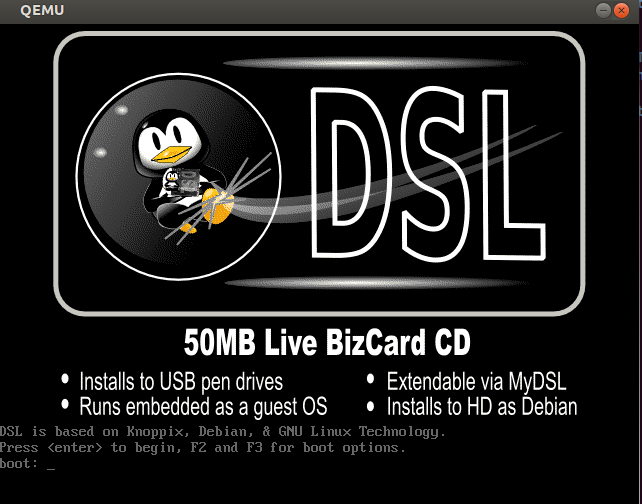 QEMU
DSL
50MB Live BizCard CD
• Installs to USB pen drives
• Extendable via MyDSL
• Runs embedded as a guest OS
• Installs to HD as Debian
DSL is based on Knoppix, Debian, & GNU Linux Technology.
Press <enter> to begin, F2 and F3 for boot options.
boot: _